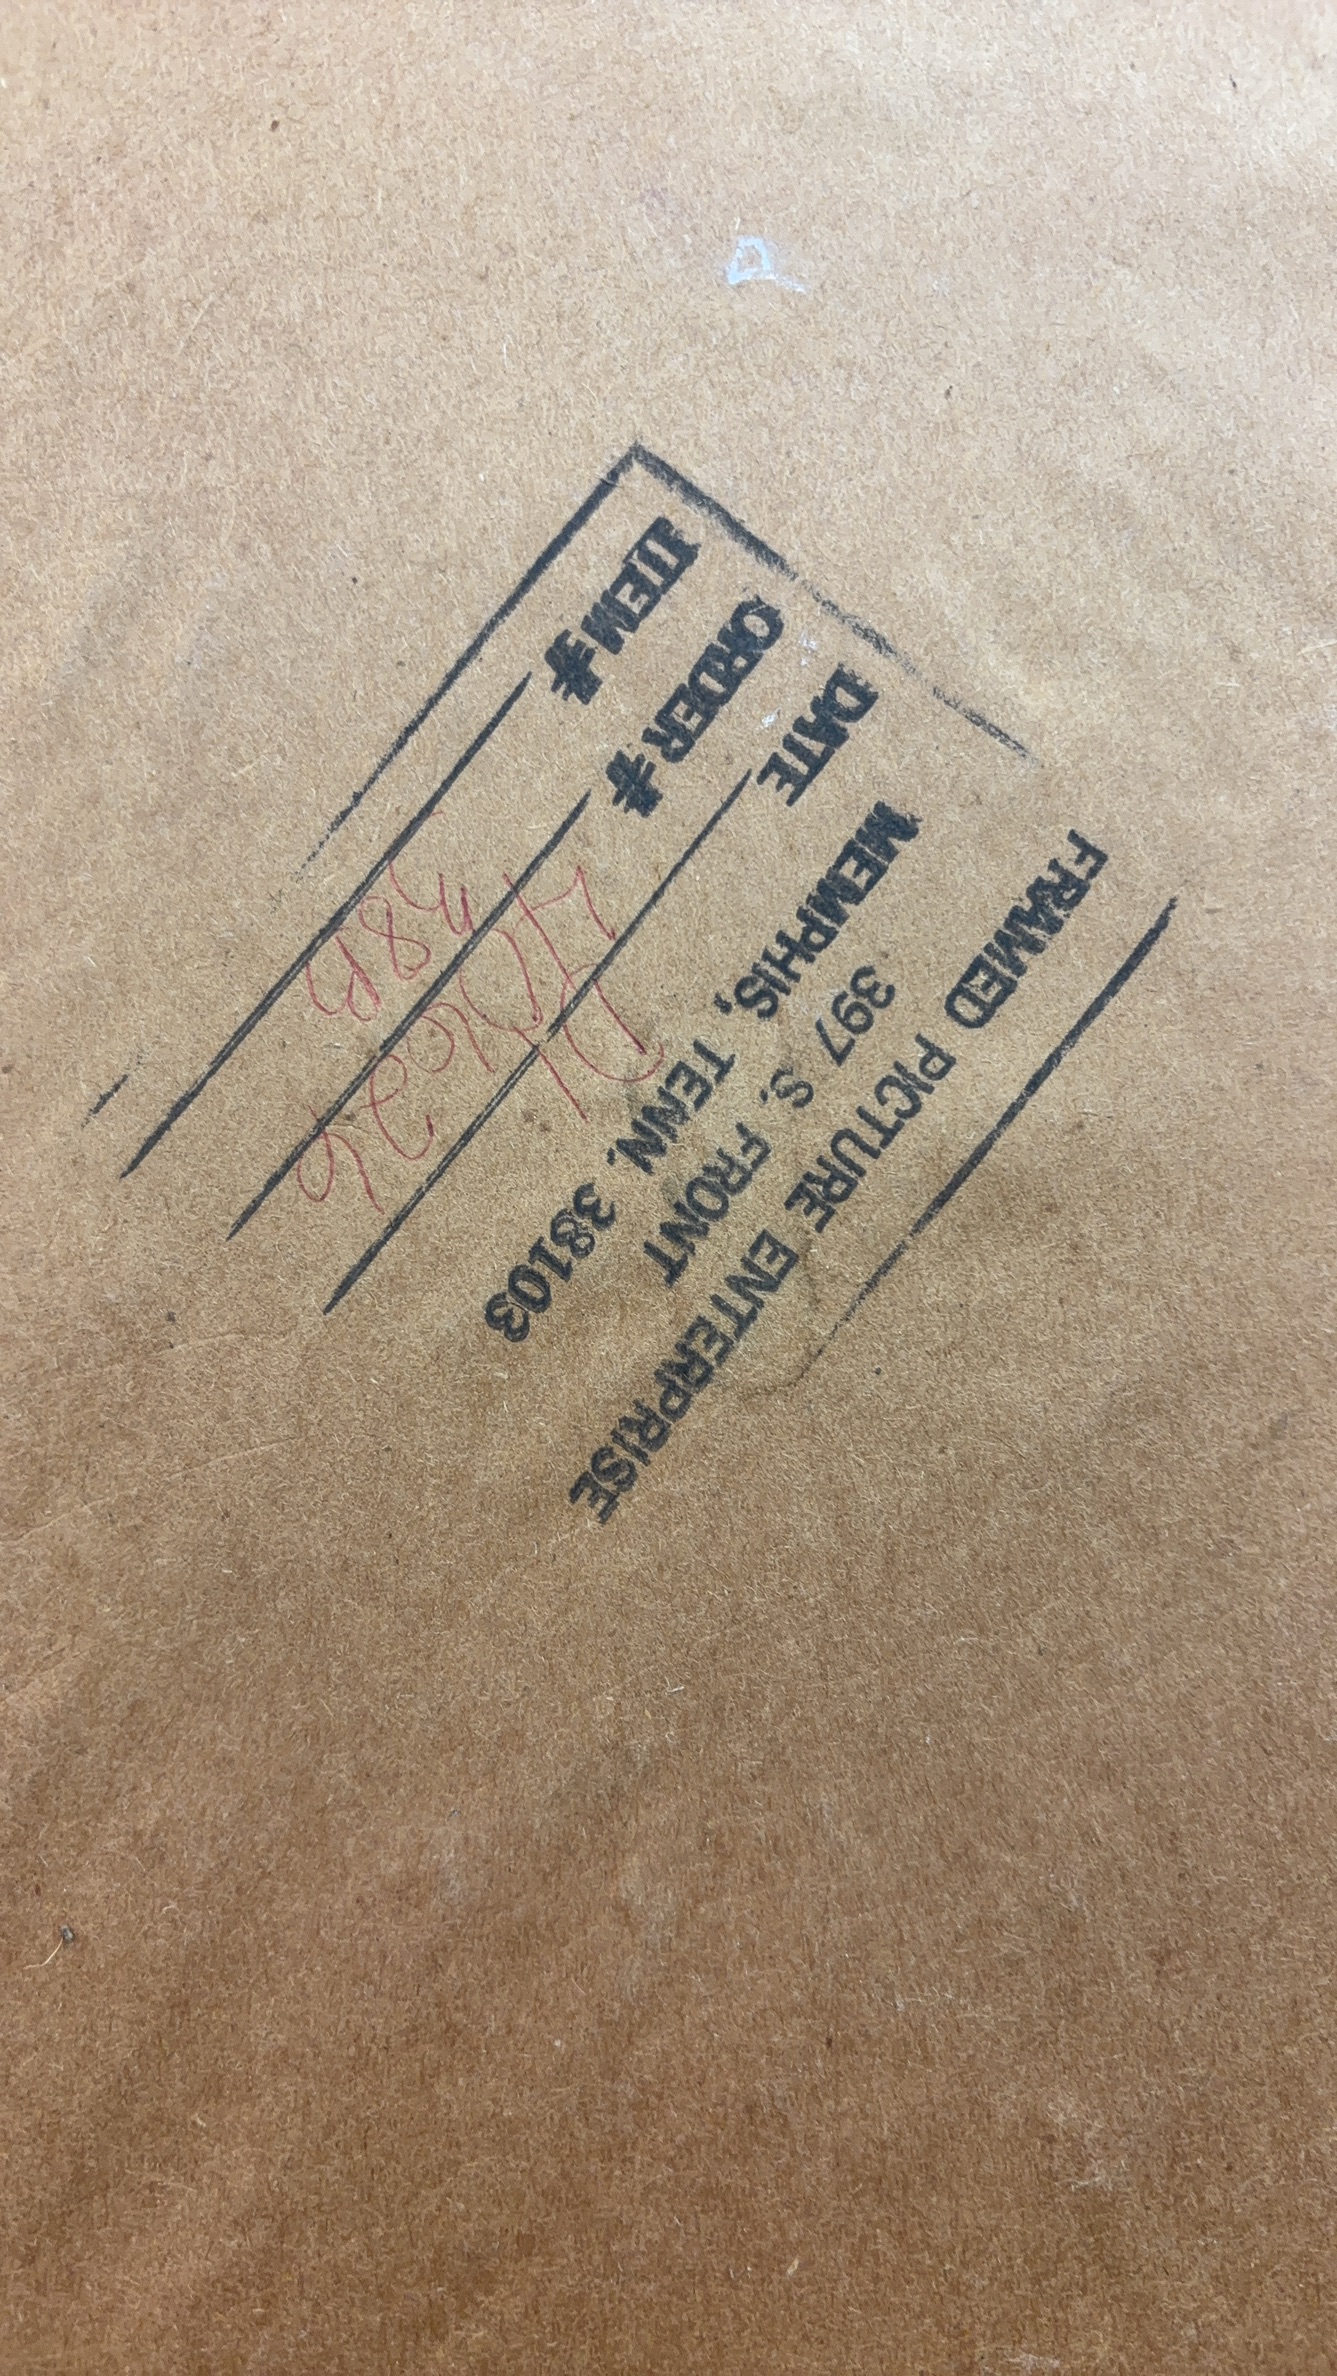 FRAMED PICTURE ENTERPRISE
397 S. FRONT
MEMPHIS, TENN. 38103
DATE
ORDER #
ITEM #